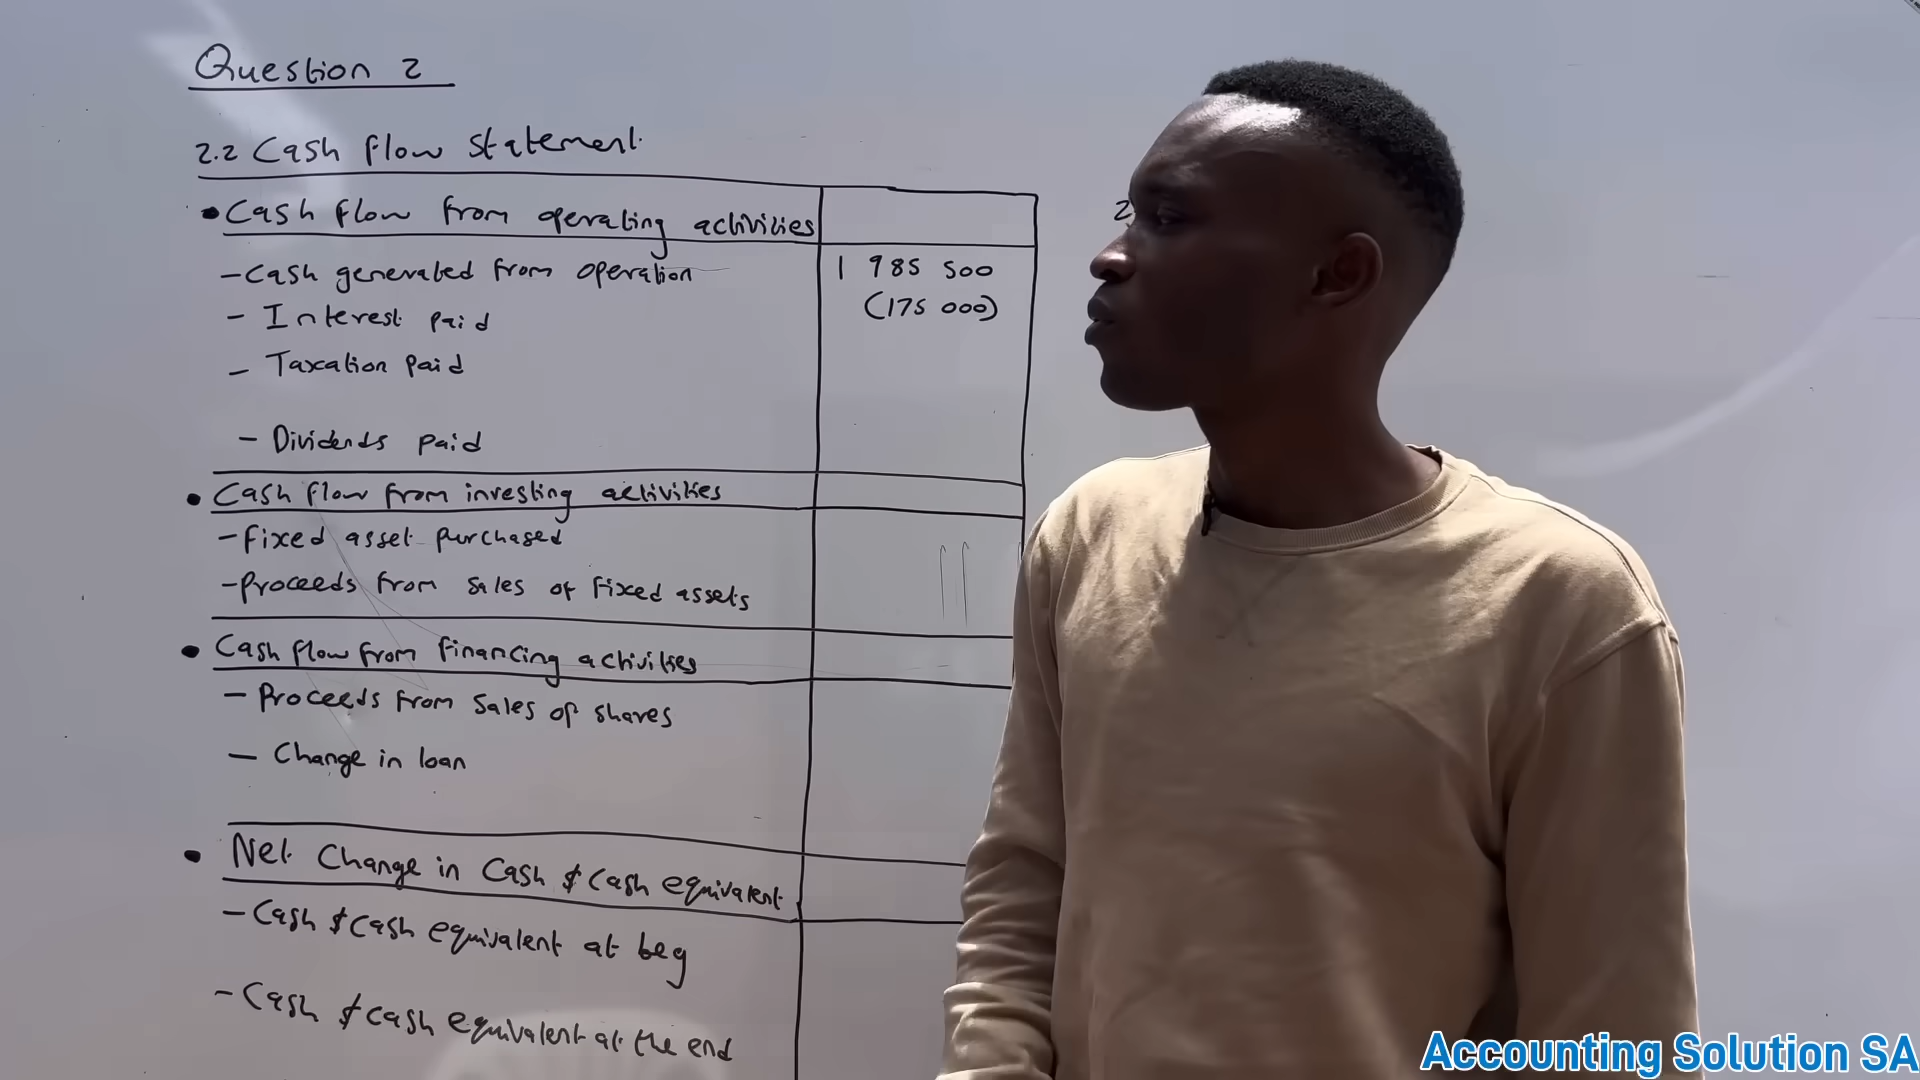 Question 2
2.2 Cash flow statement
• Cash flow from operating activities
- Cash generated from operation 1 985 500
- Interest paid (175 000)
- Taxation paid
- Dividends paid
• Cash flow from investing activities
- Fixed asset purchased
- Proceeds from sales of fixed assets
• Cash flow from financing activities
- Proceeds from sales of shares
- Change in loan
• Net Change in Cash & Cash equivalent
- Cash & Cash equivalent at beg
- Cash & Cash equivalent at the end
2
Accounting Solution SA